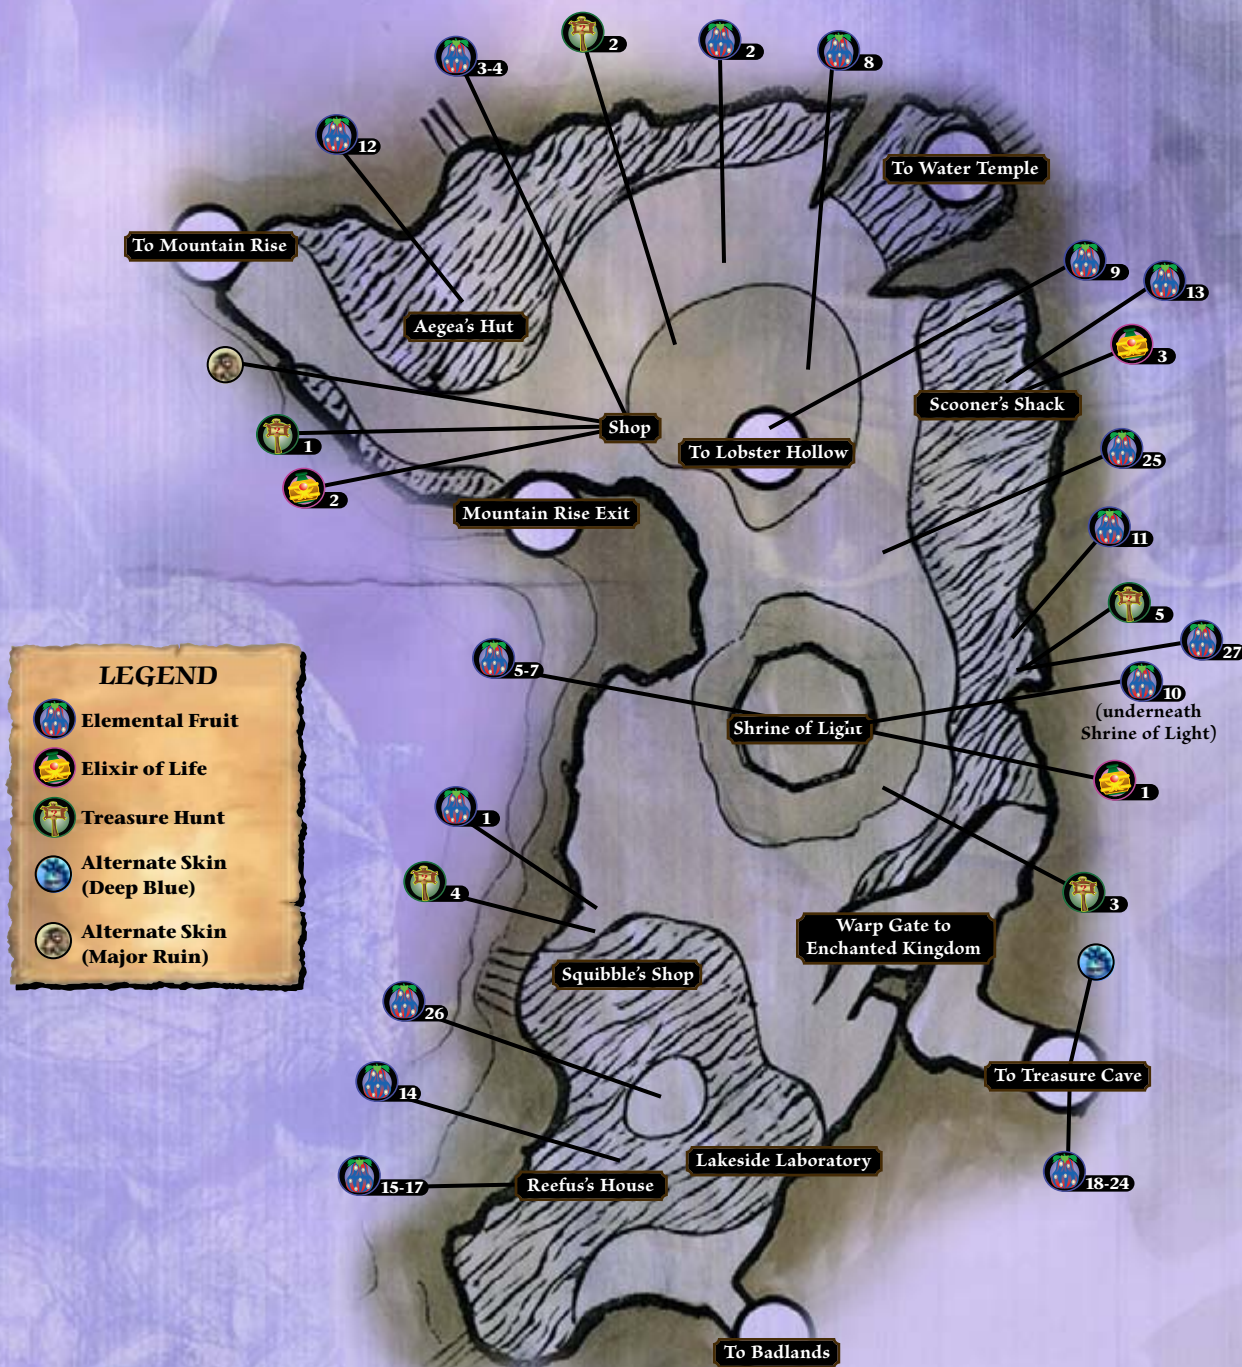 2
2
8
3-4
12
To Water Temple
To Mountain Rise
9
13
Aegea's Hut
3
Scooner's Shack
Shop
1
To Lobster Hollow
25
2
Mountain Rise Exit
11
5
27
5-7
LEGEND
10
(underneath
Shrine of Light)
Elemental Fruit
Shrine of Light
Elixir of Life
1
Treasure Hunt
1
Alternate Skin
(Deep Blue)
4
3
Alternate Skin
(Major Ruin)
Warp Gate to
Enchanted Kingdom
Squibble's Shop
26
To Treasure Cave
14
Lakeside Laboratory
15-17
Reefus's House
18-24
To Badlands